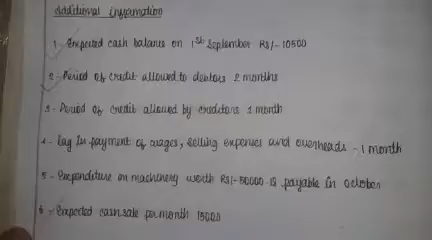 Additional Information
1- Expected cash balance on 1st September RS/- 10500
2- Period of credit allowed to debtors 2 months
3- Period of credit allowed by creditors 1 month
4- Lag in payment of wages, selling expenses and overheads - 1 month
5- Expenditure on machinery worth RS/- 50000 is payable in october
6- Expected cash sale per month 15000